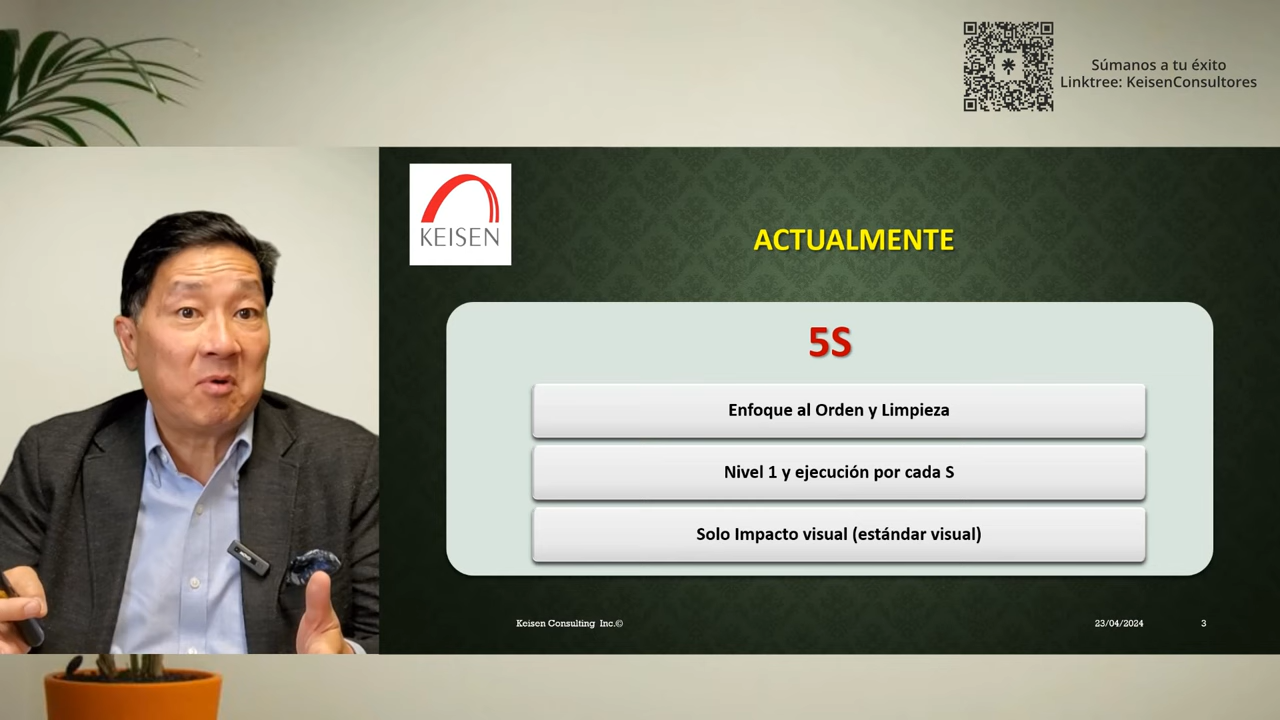 Súmanos a tu éxito
Linktree: KeisenConsultores
KEISEN
ACTUALMENTE
5S
Enfoque al Orden y Limpieza
Nivel 1 y ejecución por cada S
Solo Impacto visual (estándar visual)
Keisen Consulting Inc.©
23/04/2024
3